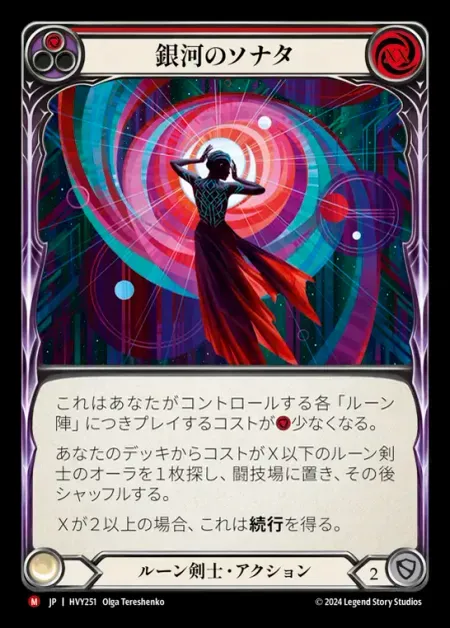 銀河のソナタ
XX
これはあなたがコントロールする各「ルーン
陣」につきプレイするコストが少なくなる。
あなたのデッキからコストがX以下のルーン剣
士のオーラを1枚探し、闘技場に置き、その後
シャッフルする。
Xが2以上の場合、これは続行を得る。
ルーン剣士・アクション
2
M JP | HVY251 Olga Tereshenko
© 2024 Legend Story Studios